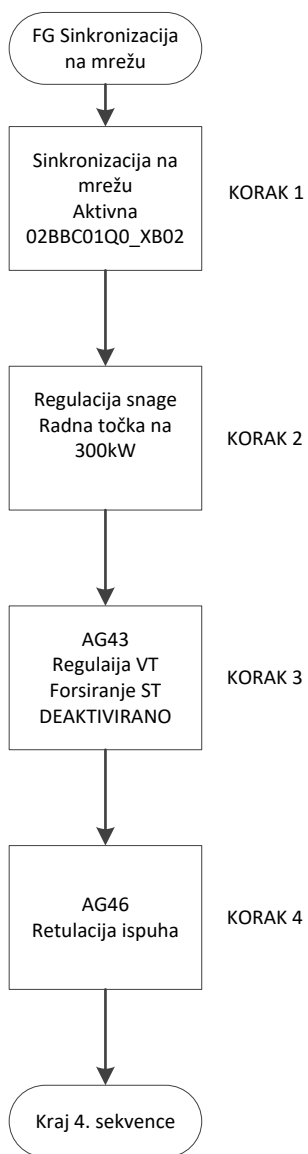 FG Sinkronizacija
na mrežu
Sinkronizacija na
mrežu
Aktivna
02BBC01Q0_XB02
KORAK 1
Regulacija snage
Radna točka na
300kW
KORAK 2
AG43
Regulaija VT
Forsiranje ST
DEAKTIVIRANO
KORAK 3
AG46
Retulacija ispuha
KORAK 4
Kraj 4. sekvence